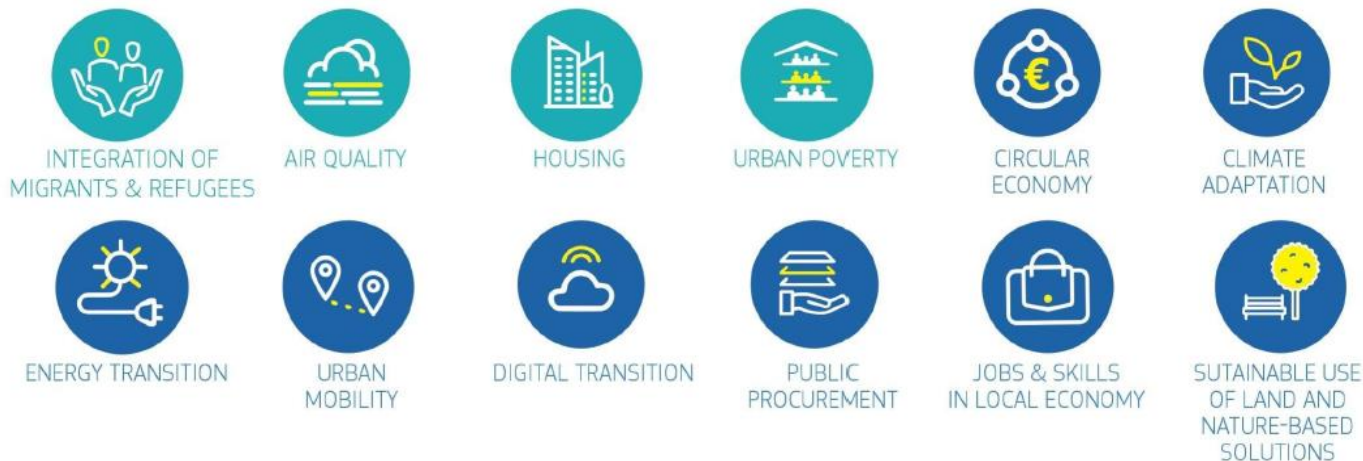 INTEGRATION OF
MIGRANTS & REFUGEES
AIR QUALITY
HOUSING
URBAN POVERTY
€
CIRCULAR
ECONOMY
CLIMATE
ADAPTATION
ENERGY TRANSITION
URBAN
MOBILITY
DIGITAL TRANSITION
PUBLIC
PROCUREMENT
JOBS & SKILLS
IN LOCAL ECONOMY
SUTAINABLE USE
OF LAND AND
NATURE-BASED
SOLUTIONS